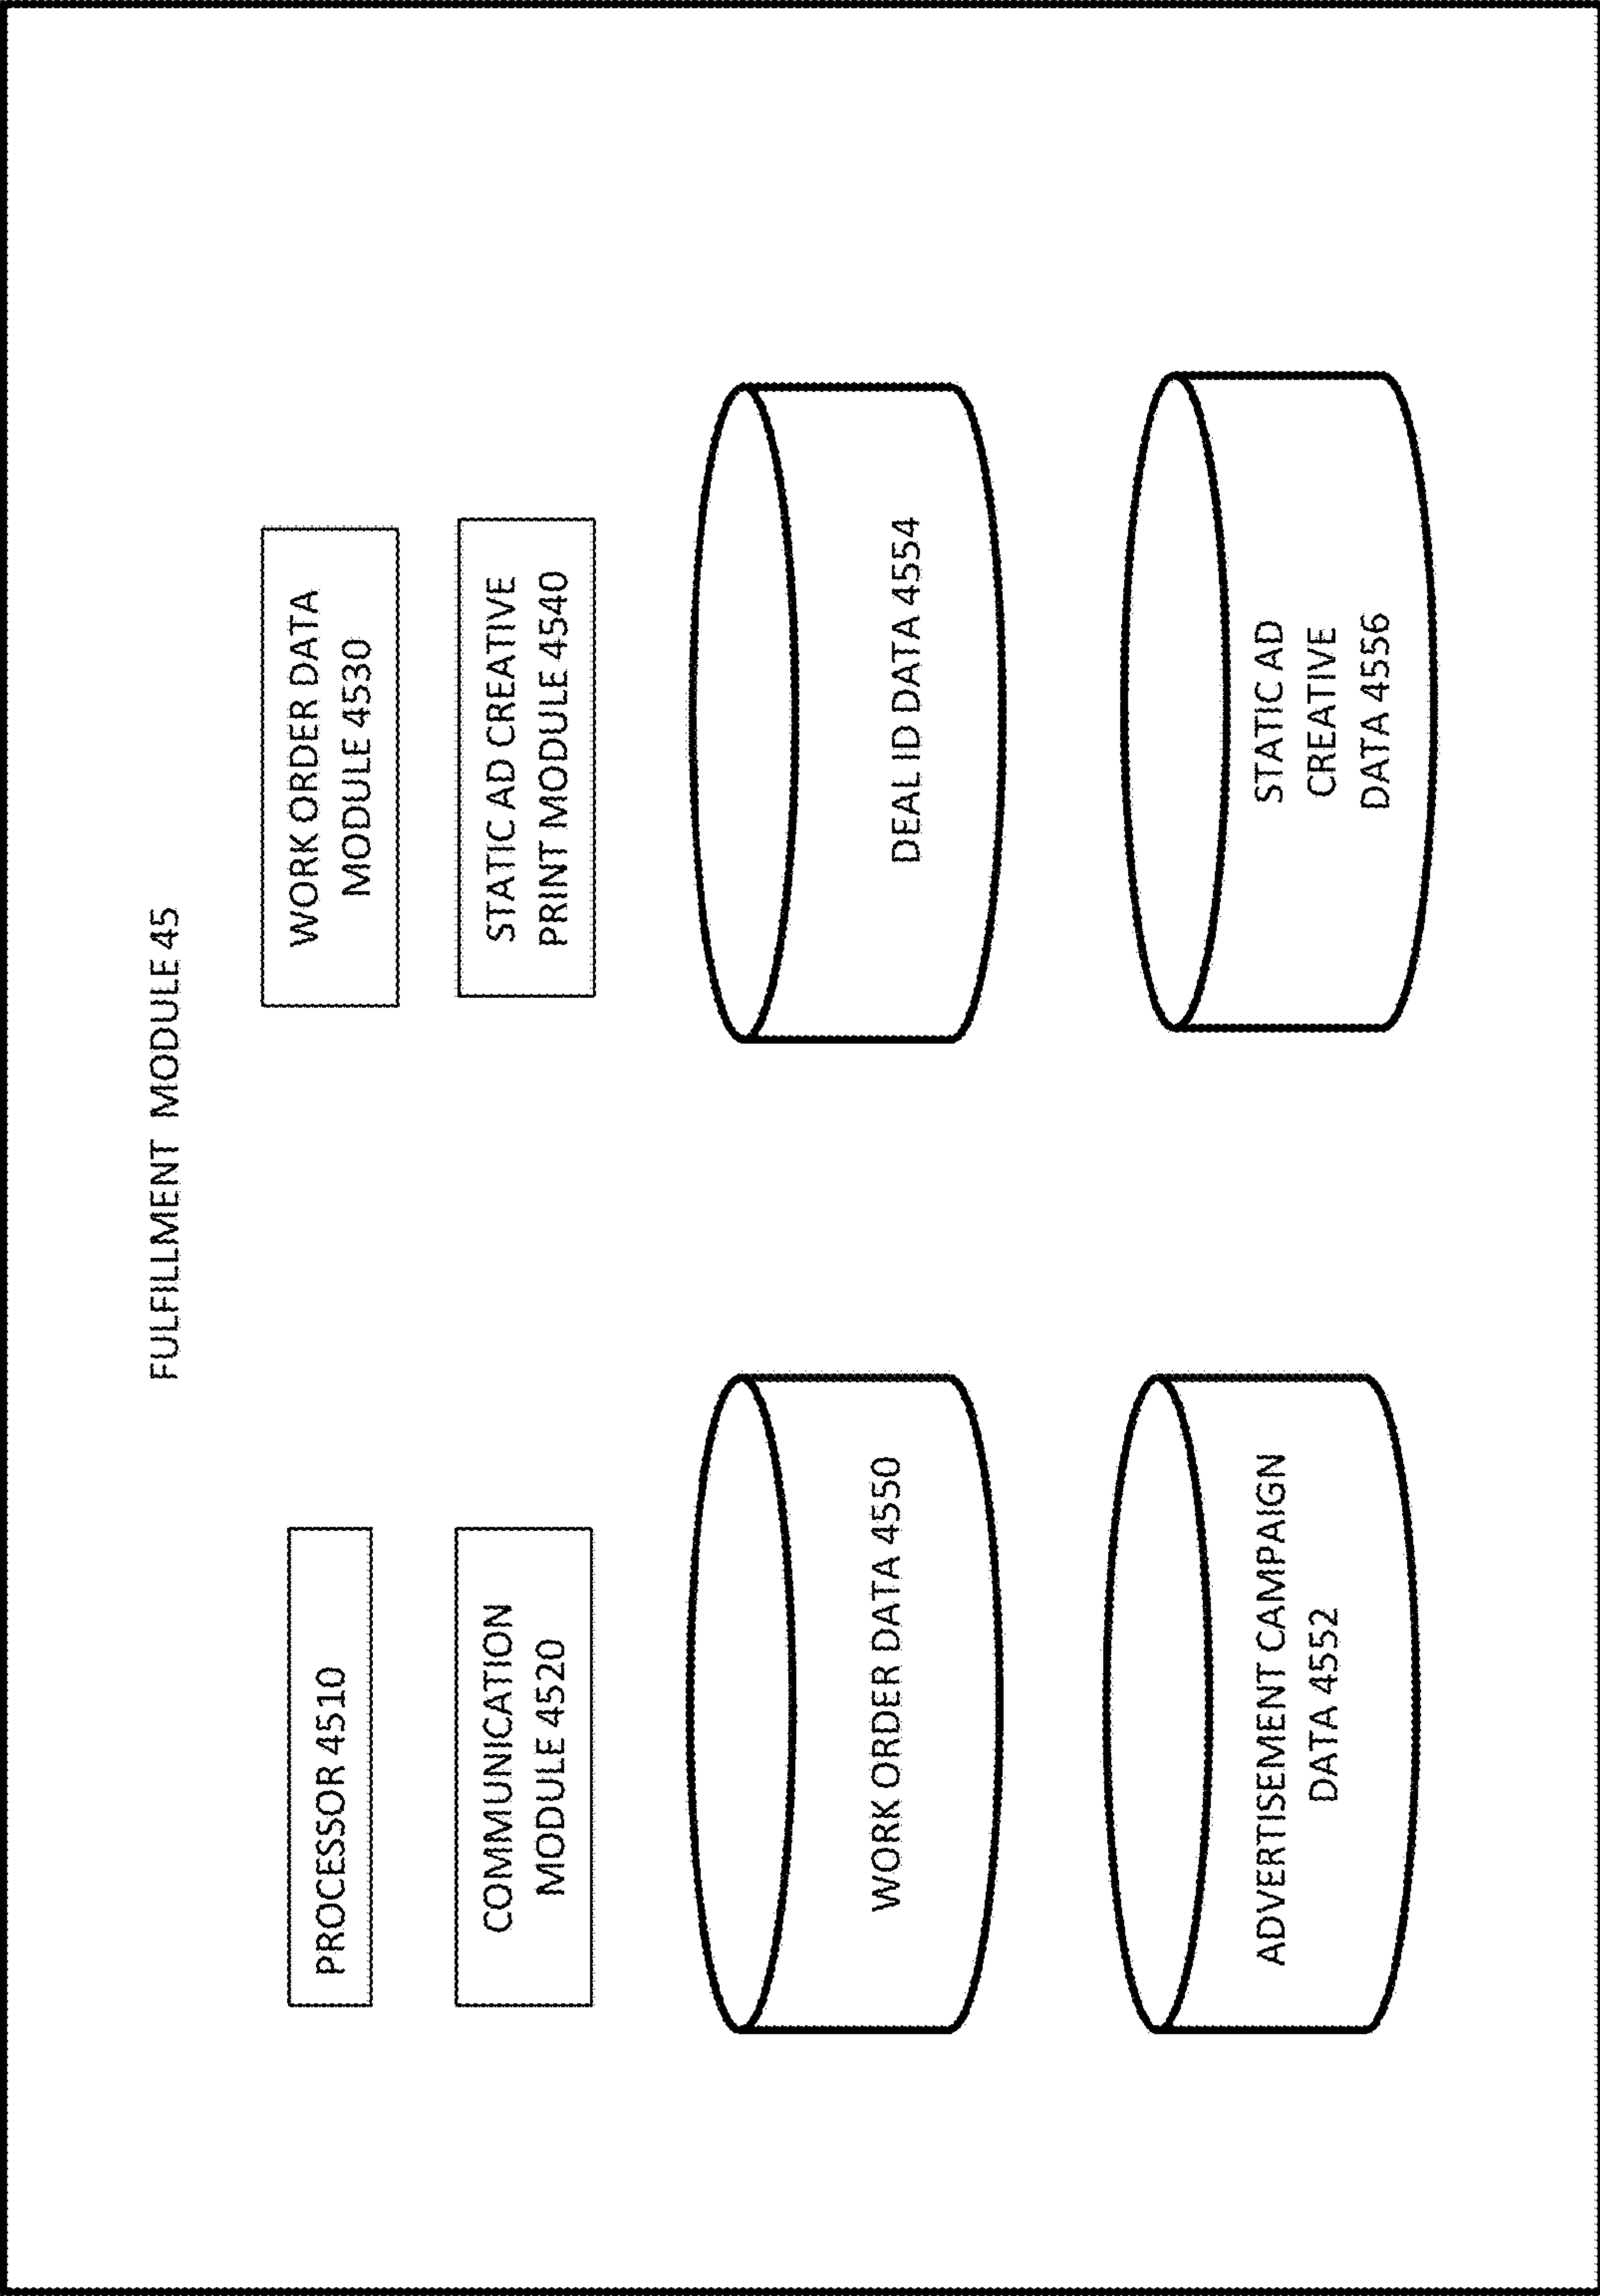 FULFILLMENT MODULE 45
PROCESSOR 4510
WORK ORDER DATA
MODULE 4530
COMMUNICATION
MODULE 4520
STATIC AD CREATIVE
PRINT MODULE 4540
WORK ORDER DATA 4550
DEAL ID DATA 4554
ADVERTISEMENT CAMPAIGN
DATA 4552
STATIC AD
CREATIVE
DATA 4556